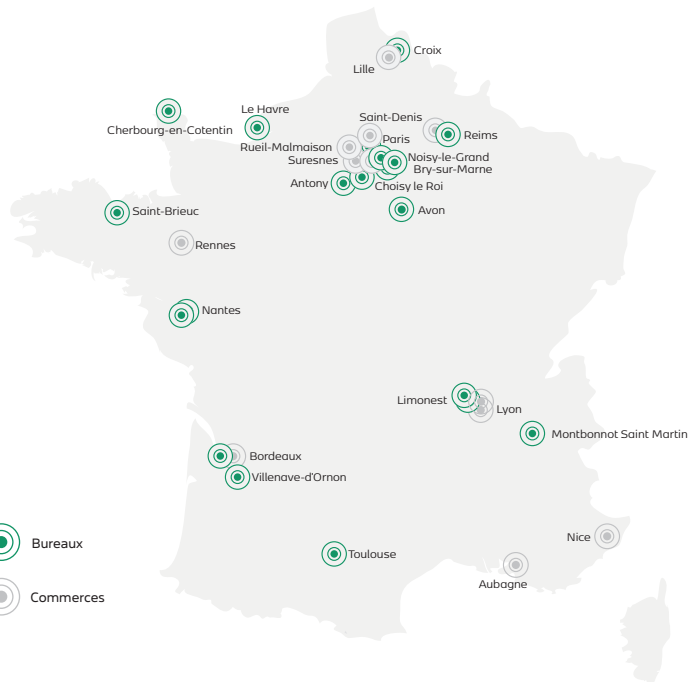 Croix
Lille
Le Havre
Cherbourg-en-Cotentin
Saint-Denis
Reims
Paris
Rueil-Malmaison
Suresnes
Noisy-le-Grand
Bry-sur-Marne
Antony
Choisy le Roi
Saint-Brieuc
Avon
Rennes
Nantes
Limonest
Lyon
Montbonnot Saint Martin
Bordeaux
Villenave-d'Ornon
Nice
Bureaux
Toulouse
Aubagne
Commerces